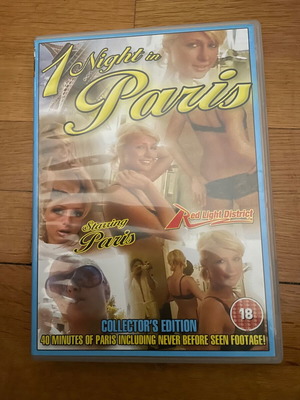 1 Night in
Paris
Starring
Paris
Red Light District
COLLECTOR'S EDITION
18
40 MINUTES OF PARIS INCLUDING NEVER BEFORE SEEN FOOTAGE!